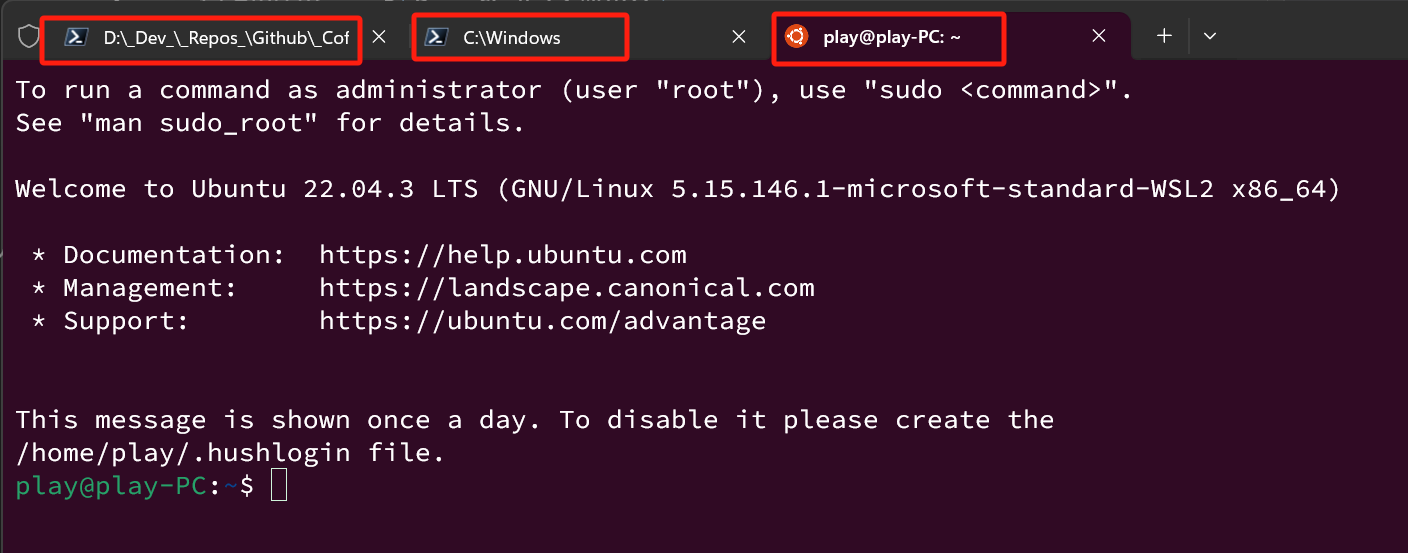 D:\_Dev_\_Repos_\Github\_Cof
C:\Windows
play@play-PC: ~
To run a command as administrator (user "root"), use "sudo <command>".
See "man sudo_root" for details.
Welcome to Ubuntu 22.04.3 LTS (GNU/Linux 5.15.146.1-microsoft-standard-WSL2 x86_64)
* Documentation:  https://help.ubuntu.com
* Management:     https://landscape.canonical.com
* Support:        https://ubuntu.com/advantage
This message is shown once a day. To disable it please create the
/home/play/.hushlogin file.
play@play-PC:~$